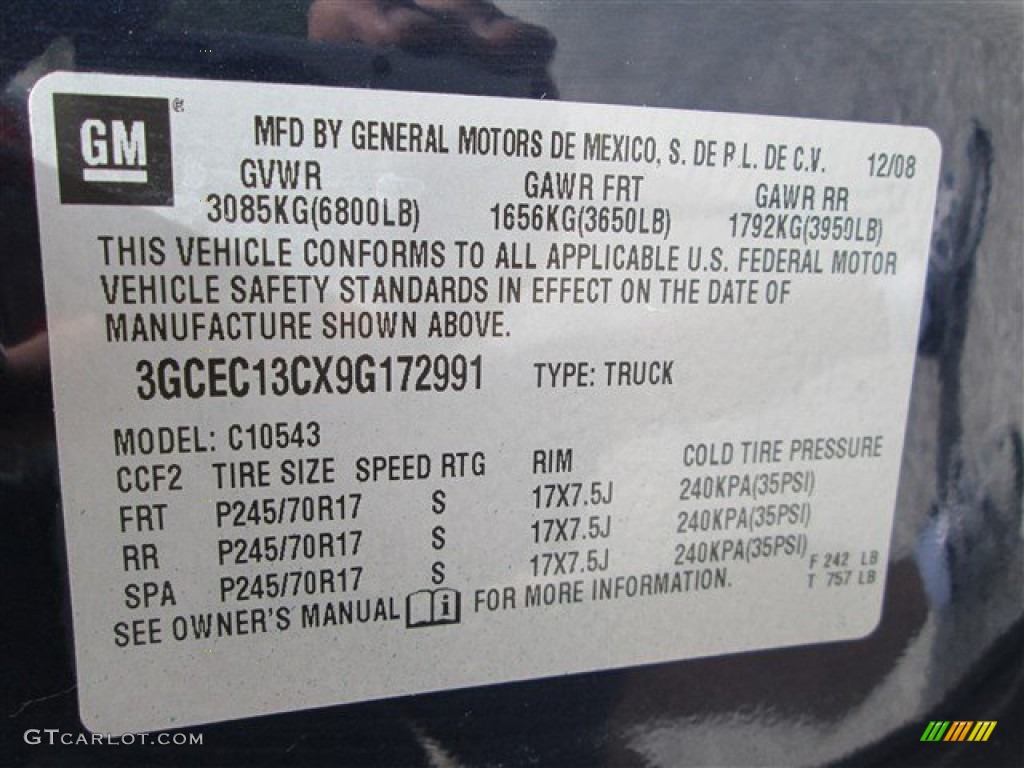 GM ®
MFD BY GENERAL MOTORS DE MEXICO, S. DE R.L. DE C.V. 12/08
GVWR GAWR FRT GAWR RR
3085KG(6800LB) 1656KG(3650LB) 1792KG(3950LB)
THIS VEHICLE CONFORMS TO ALL APPLICABLE U.S. FEDERAL MOTOR
VEHICLE SAFETY STANDARDS IN EFFECT ON THE DATE OF
MANUFACTURE SHOWN ABOVE.
3GCEC13CX9G172991 TYPE: TRUCK
MODEL: C10543
CCF2 TIRE SIZE SPEED RTG RIM COLD TIRE PRESSURE
FRT P245/70R17 S 17X7.5J 240KPA(35PSI)
RR P245/70R17 S 17X7.5J 240KPA(35PSI)
SPA P245/70R17 S 17X7.5J 240KPA(35PSI) F 242 LB
SEE OWNER'S MANUAL i FOR MORE INFORMATION. T 757 LB
GTCARLOT.COM